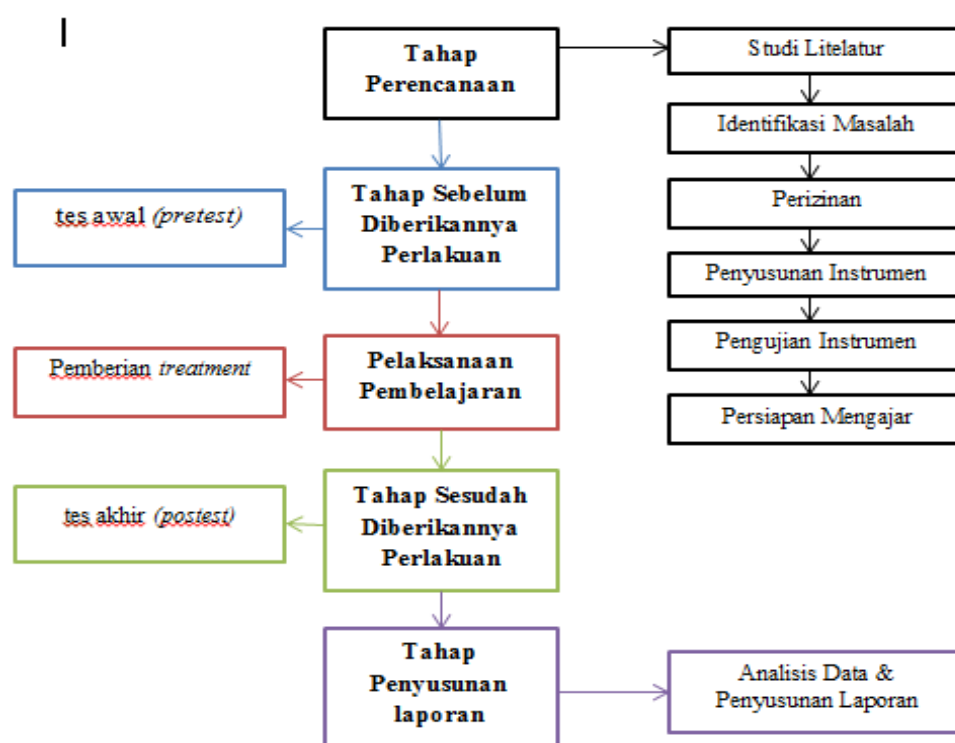 Tahap
Perencanaan
Studi Litelatur
Identifikasi Masalah
Perizinan
Penyusunan Instrumen
Pengujian Instrumen
Persiapan Mengajar
Tahap Sebelum
Diberikannya
Perlakuan
tes awal (pretest)
Pelaksanaan
Pembelajaran
Pemberian treatment
Tahap Sesudah
Diberikannya
Perlakuan
tes akhir (postest)
Tahap
Penyusunan
laporan
Analisis Data &
Penyusunan Laporan